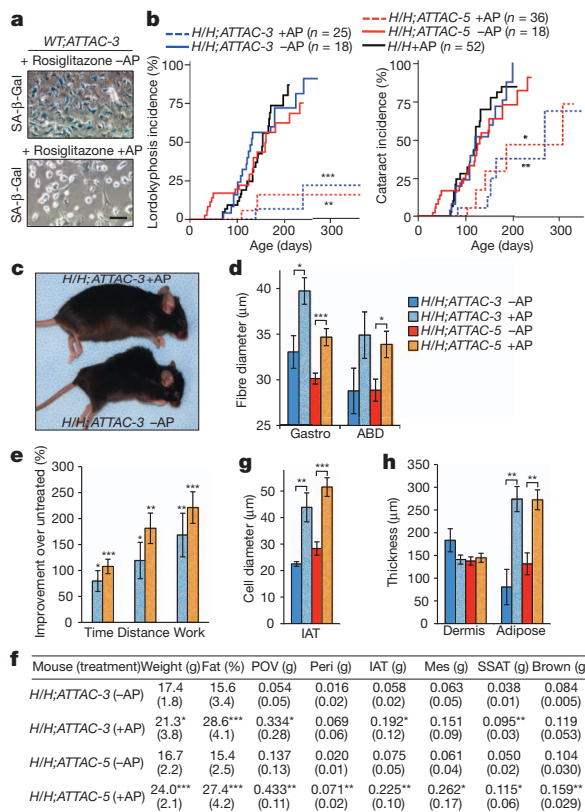 a
WT;ATTAC-3
+ Rosiglitazone –AP
SA-β-Gal
+ Rosiglitazone +AP
SA-β-Gal
b
H/H;ATTAC-3 +AP (n = 25)
H/H;ATTAC-3 –AP (n = 18)
H/H;ATTAC-5 +AP (n = 36)
H/H;ATTAC-5 –AP (n = 18)
H/H+AP (n = 52)
Lordokyphosis incidence (%)
100
75
50
25
0
***
**
0 100 200 300
Age (days)
Cataract incidence (%)
100
75
50
25
0
*
**
0 100 200 300
Age (days)
c
H/H;ATTAC-3+AP
H/H;ATTAC-3 –AP
d
Fibre diameter (μm)
40
35
30
25
* *** *
Gastro ABD
H/H;ATTAC-3 –AP
H/H;ATTAC-3 +AP
H/H;ATTAC-5 –AP
H/H;ATTAC-5 +AP
e
Improvement over untreated (%)
300
250
200
150
100
50
0
* *** * ** ** ***
Time Distance Work
g
Cell diameter (μm)
60
50
40
30
20
10
0
** ***
IAT
h
Thickness (μm)
350
300
250
200
150
100
50
0
** **
Dermis Adipose
f
Mouse (treatment) Weight (g) Fat (%) POV (g) Peri (g) IAT (g) Mes (g) SSAT (g) Brown (g)
H/H;ATTAC-3 (–AP) 17.4 15.6 0.054 0.016 0.058 0.063 0.038 0.084
(1.8) (3.4) (0.05) (0.02) (0.02) (0.05) (0.01) (0.005)
H/H;ATTAC-3 (+AP) 21.3* 28.6*** 0.334* 0.069 0.192* 0.151 0.095** 0.119
(3.8) (4.1) (0.28) (0.06) (0.12) (0.09) (0.03) (0.053)
H/H;ATTAC-5 (–AP) 16.7 15.4 0.137 0.020 0.075 0.061 0.050 0.104
(2.2) (2.5) (0.13) (0.01) (0.05) (0.04) (0.02) (0.030)
H/H;ATTAC-5 (+AP) 24.0*** 27.4*** 0.433** 0.071** 0.225** 0.262* 0.115* 0.159**
(2.1) (4.2) (0.11) (0.02) (0.10) (0.17) (0.06) (0.029)